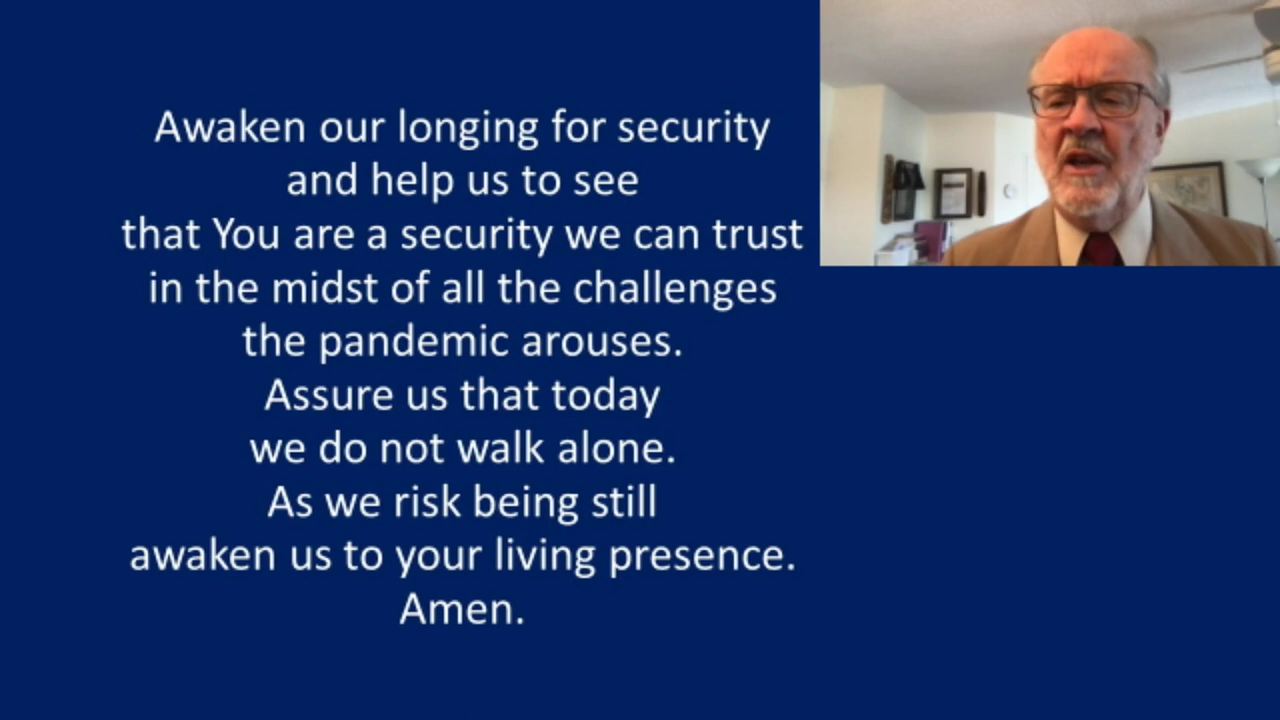 Awaken our longing for security
and help us to see
that You are a security we can trust
in the midst of all the challenges
the pandemic arouses.
Assure us that today
we do not walk alone.
As we risk being still
awaken us to your living presence.
Amen.